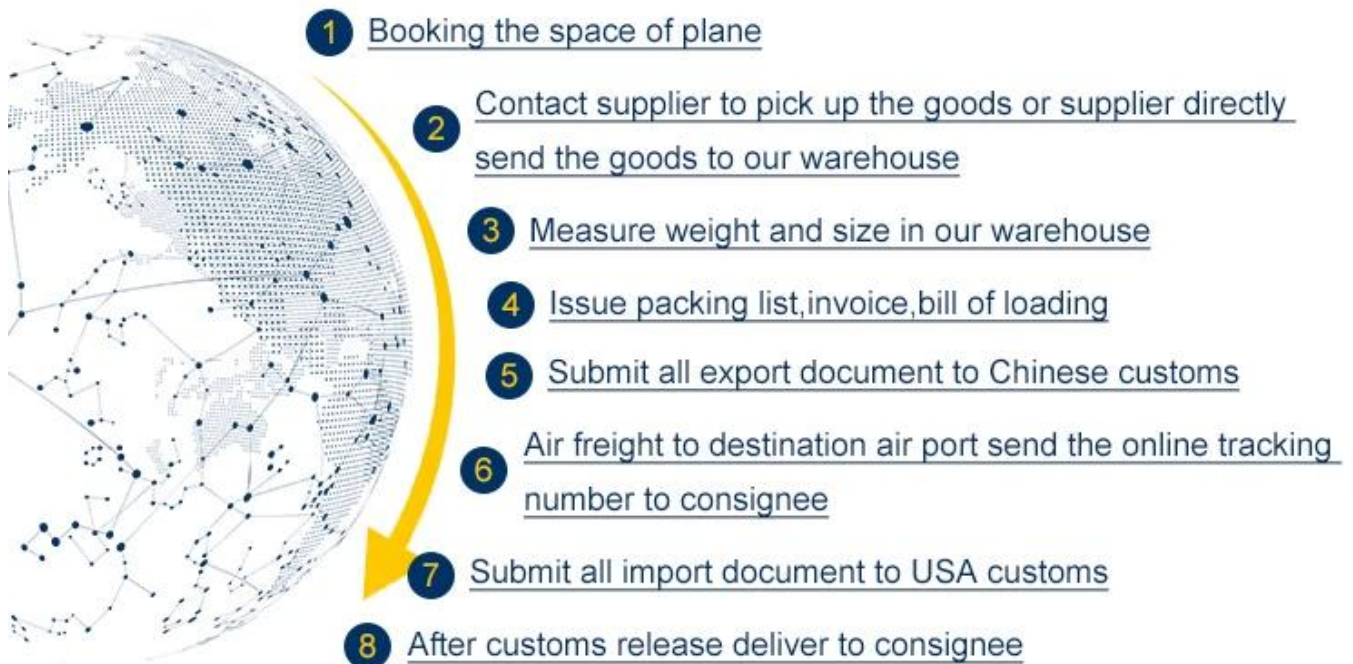 1 Booking the space of plane
2 Contact supplier to pick up the goods or supplier directly
send the goods to our warehouse
3 Measure weight and size in our warehouse
4 Issue packing list,invoice,bill of loading
5 Submit all export document to Chinese customs
6 Air freight to destination air port send the online tracking
number to consignee
7 Submit all import document to USA customs
8 After customs release deliver to consignee